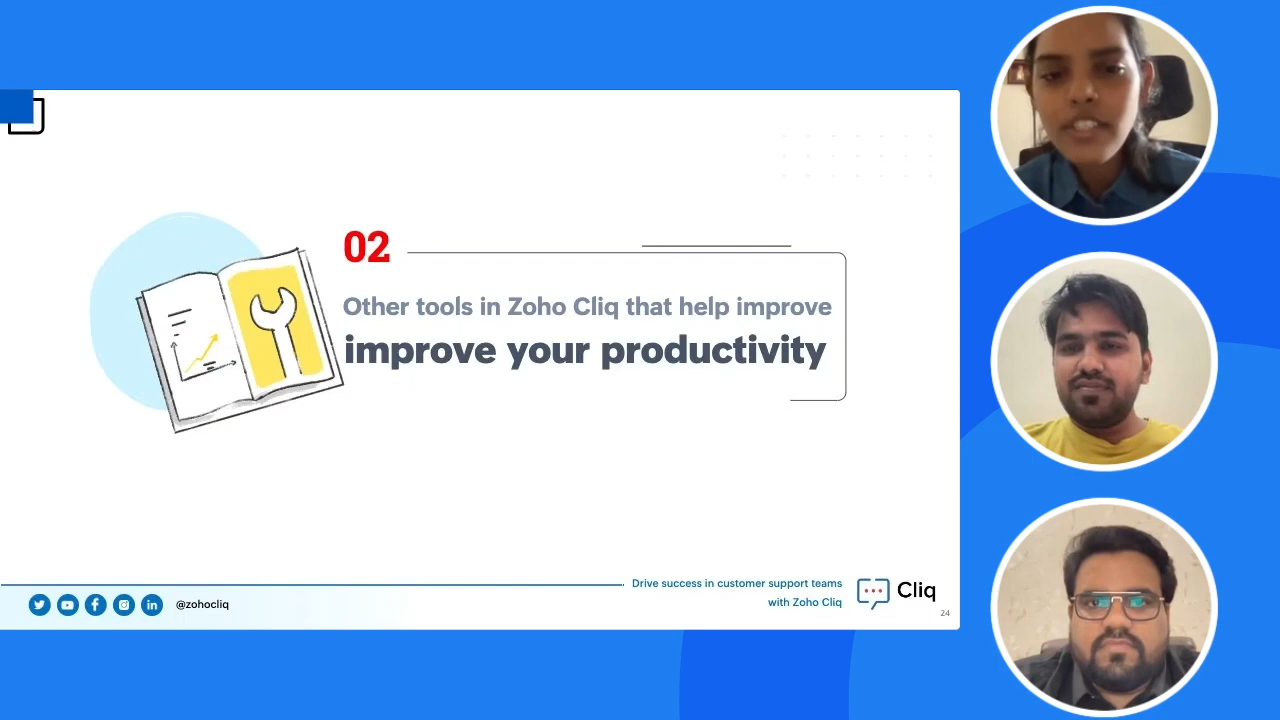 02
Other tools in Zoho Cliq that help improve
improve your productivity
Drive success in customer support teams
with Zoho Cliq
Cliq
@zohocliq
24